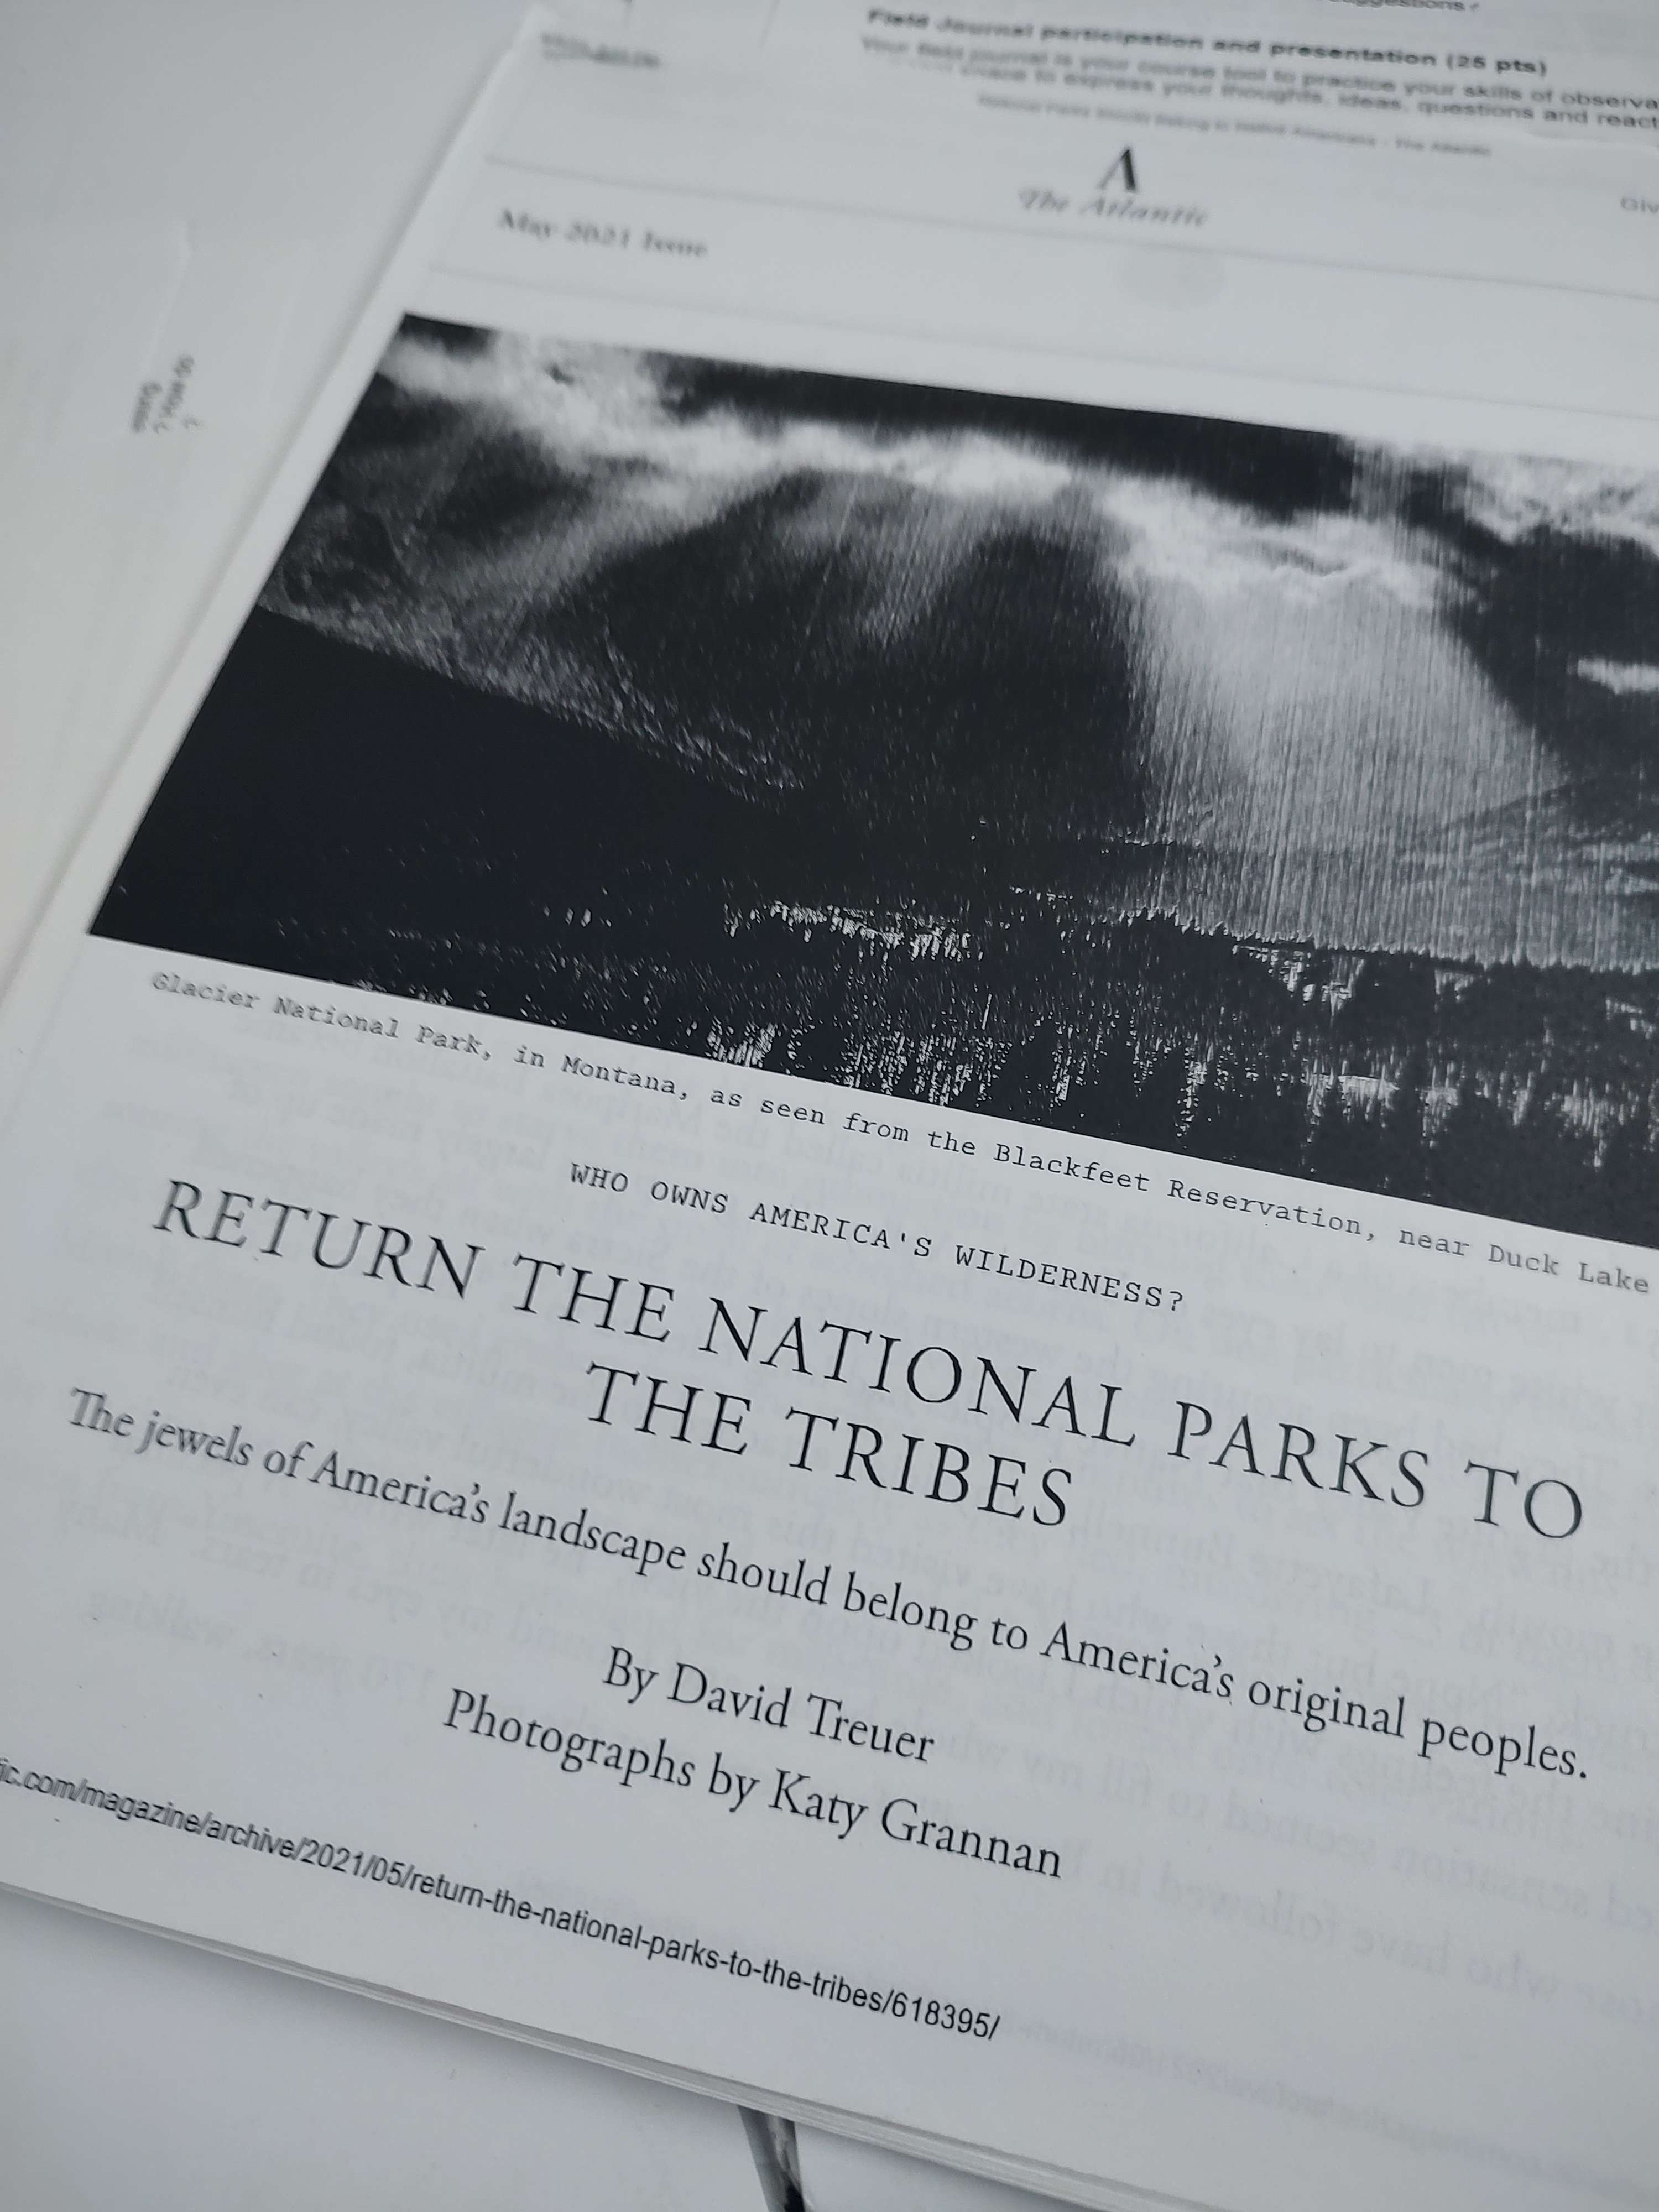 Field Journal participation and presentation (25 pts)
Your field journal is your course tool to practice your skills of observa
to express your thoughts, ideas, questions and react
National Parks Should Belong to Native Americans - The Atlantic
A
The Atlantic
Giv
May 2021 Issue
Glacier National Park, in Montana, as seen from the Blackfeet Reservation, near Duck Lake
WHO OWNS AMERICA'S WILDERNESS?
RETURN THE NATIONAL PARKS TO
THE TRIBES
The jewels of America's landscape should belong to America's original peoples.
By David Treuer
Photographs by Katy Grannan
ic.com/magazine/archive/2021/05/return-the-national-parks-to-the-tribes/618395/